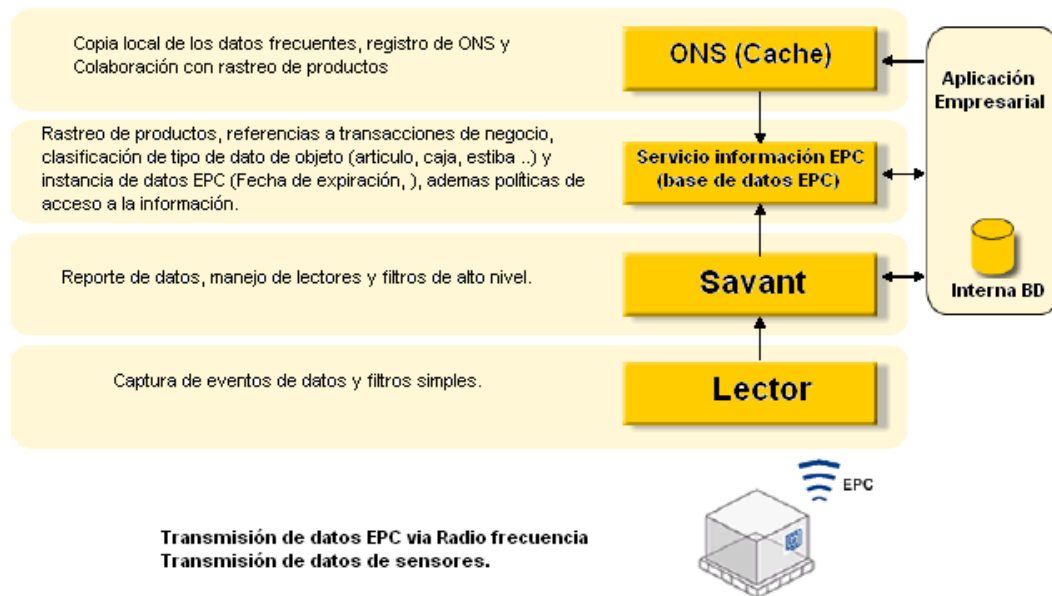 Copia local de los datos frecuentes, registro de ONS y
Colaboración con rastreo de productos
ONS (Cache)
Aplicación
Empresarial
Rastreo de productos, referencias a transacciones de negocio,
clasificación de tipo de dato de objeto (articulo, caja, estiba ..) y
instancia de datos EPC (Fecha de expiración, ), ademas políticas de
acceso a la información.
Servicio información EPC
(base de datos EPC)
Reporte de datos, manejo de lectores y filtros de alto nivel.
Savant
Interna BD
Captura de eventos de datos y filtros simples.
Lector
EPC
Transmisión de datos EPC via Radio frecuencia
Transmisión de datos de sensores.